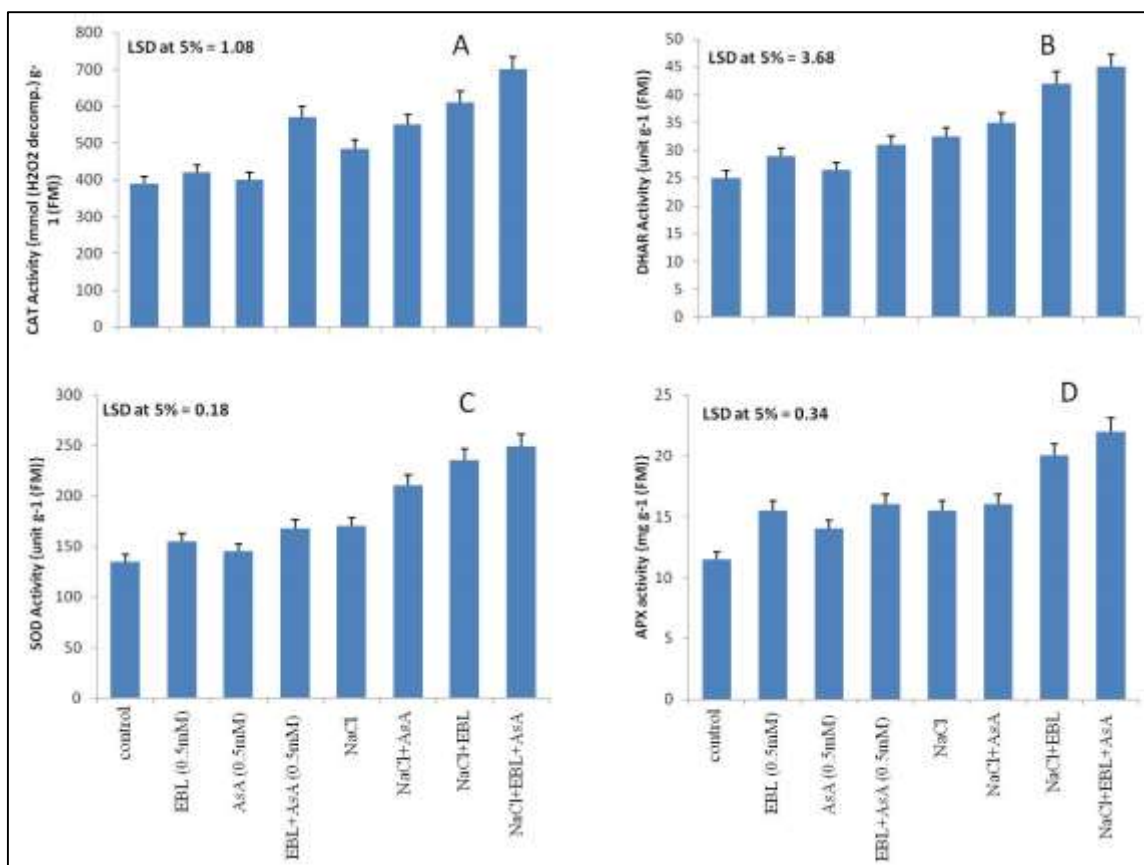 A
LSD at 5% = 1.08
CAT Activity (mmol (H2O2 decomp.) g-
1 (FM))
800
700
600
500
400
300
200
100
0
B
LSD at 5% = 3.68
DHAR Activity (unit g-1 (FM))
50
45
40
35
30
25
20
15
10
5
0
C
LSD at 5% = 0.18
SOD Activity (unit g-1 (FM))
300
250
200
150
100
50
0
control
EBL (0.5mM)
AsA (0.5mM)
EBL+AsA (0.5mM)
NaCl
NaCl+AsA
NaCl+EBL
NaCl+EBL+AsA
D
LSD at 5% = 0.34
APX activity (mg g-1 (FM))
25
20
15
10
5
0
control
EBL (0.5mM)
AsA (0.5mM)
EBL+AsA (0.5mM)
NaCl
NaCl+AsA
NaCl+EBL
NaCl+EBL+AsA